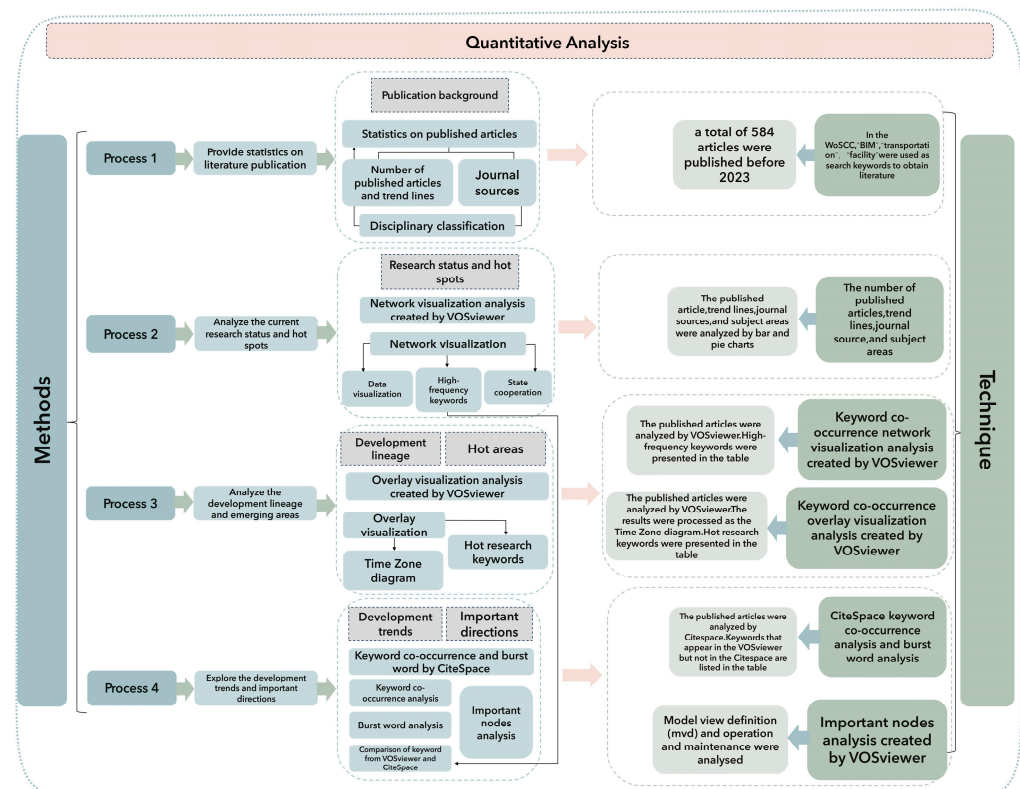 Quantitative Analysis
Methods
Technique
Process 1
Provide statistics on
literature publication
Publication background
Statistics on published articles
Number of
published articles
and trend lines
Journal
sources
Disciplinary classification
a total of 584
articles were
published before
2023
In the
WoSCC,"BIM","transportati
on", "facility"were used as
search keywords to obtain
literature
Process 2
Analyze the current
research status and hot
spots
Research status and hot
spots
Network visualization analysis
created by VOSviewer
Network visualization
Data
visualization
High-
frequency
keywords
State
cooperation
The published
article,trend lines,journal
sources,and subject areas
were analyzed by bar and
pie charts
The number of
published
articles,trend
lines,journal
source,and subject
areas
Process 3
Analyze the
development lineage
and emerging areas
Development
lineage
Hot areas
Overlay visualization analysis
created by VOSviewer
Overlay
visualization
Time Zone
diagram
Hot research
keywords
The published articles were
analyzed by VOSviewer.High-
frequency keywords were
presented in the table
Keyword co-
occurrence network
visualization analysis
created by VOSviewer
The published articles were
analyzed by VOSviewerThe
results were processed as the
Time Zone diagram.Hot research
keywords were presented in the
table
Keyword co-occurrence
overlay visualization
analysis created by
VOSviewer
Process 4
Explore the development
trends and important
directions
Development
trends
Important
directions
Keyword co-occurrence and burst
word by CiteSpace
Keyword co-
occurrence analysis
Burst word analysis
Comparison of keyword
from VOSviewer and
CiteSpace
Important
nodes
analysis
The published articles were
analyzed by
Citespace.Keywords that
appear in the VOSviewer
but not in the Citespace are
listed in the table
CiteSpace keyword
co-occurrence
analysis and burst
word analysis
Model view definition
(mvd) and operation
and maintenance were
analysed
Important nodes
analysis created
by VOSviewer